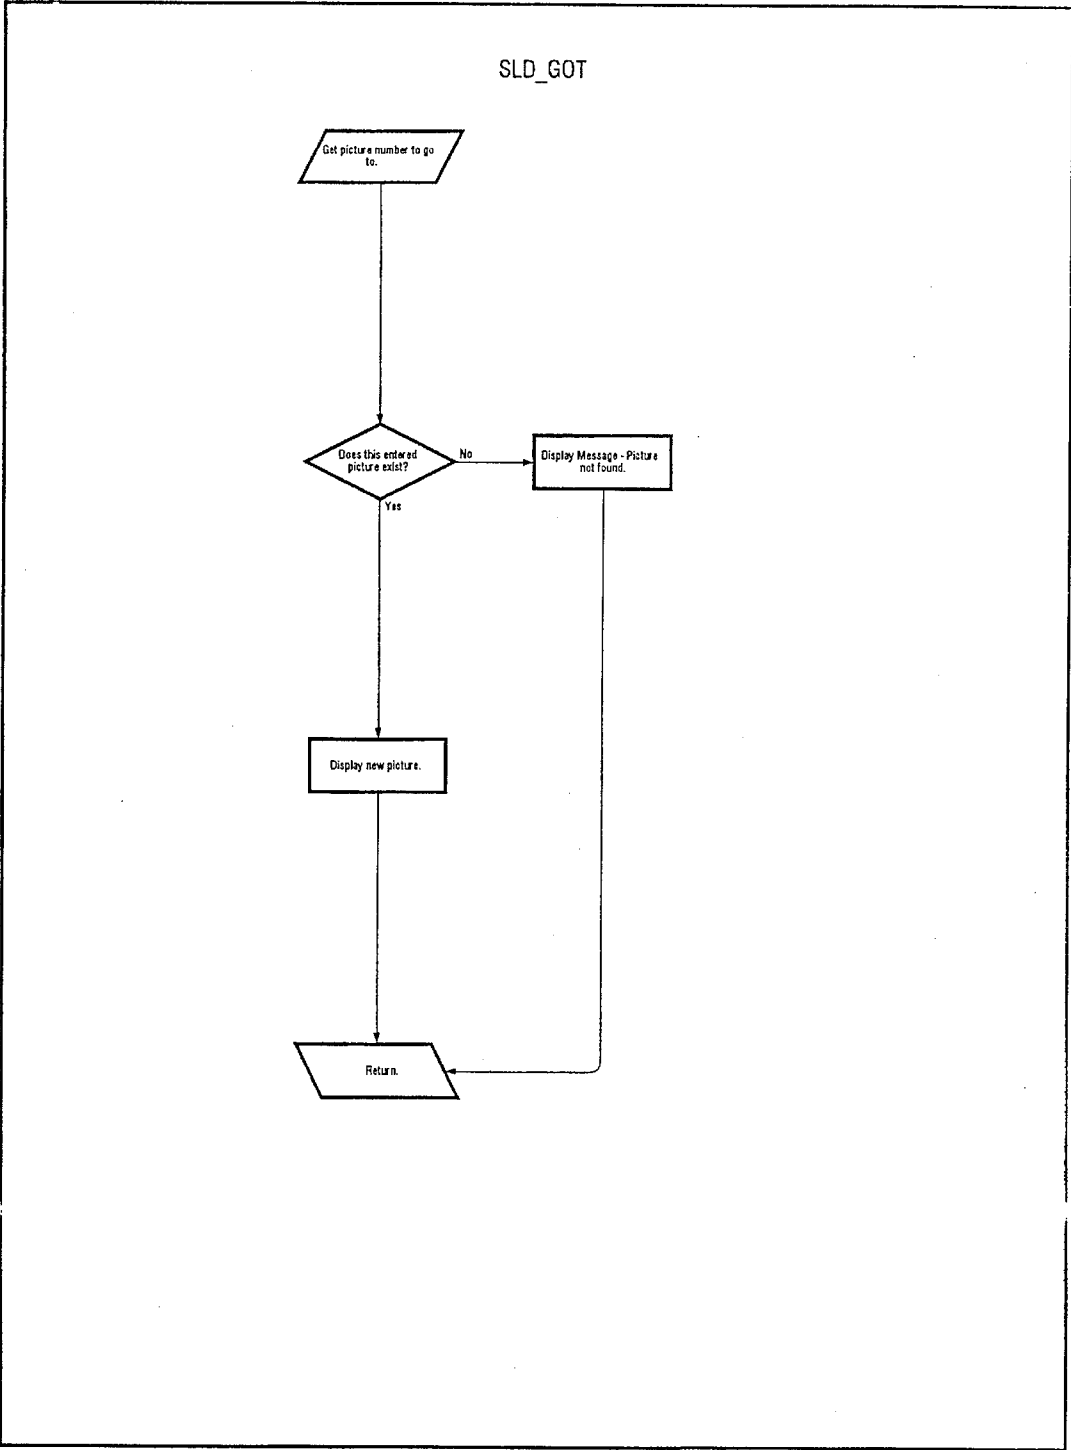 SLD_GOT
Get picture number to go
to.
Does this entered
picture exist?
No
Display Message - Picture
not found.
Yes
Display new picture.
Return.